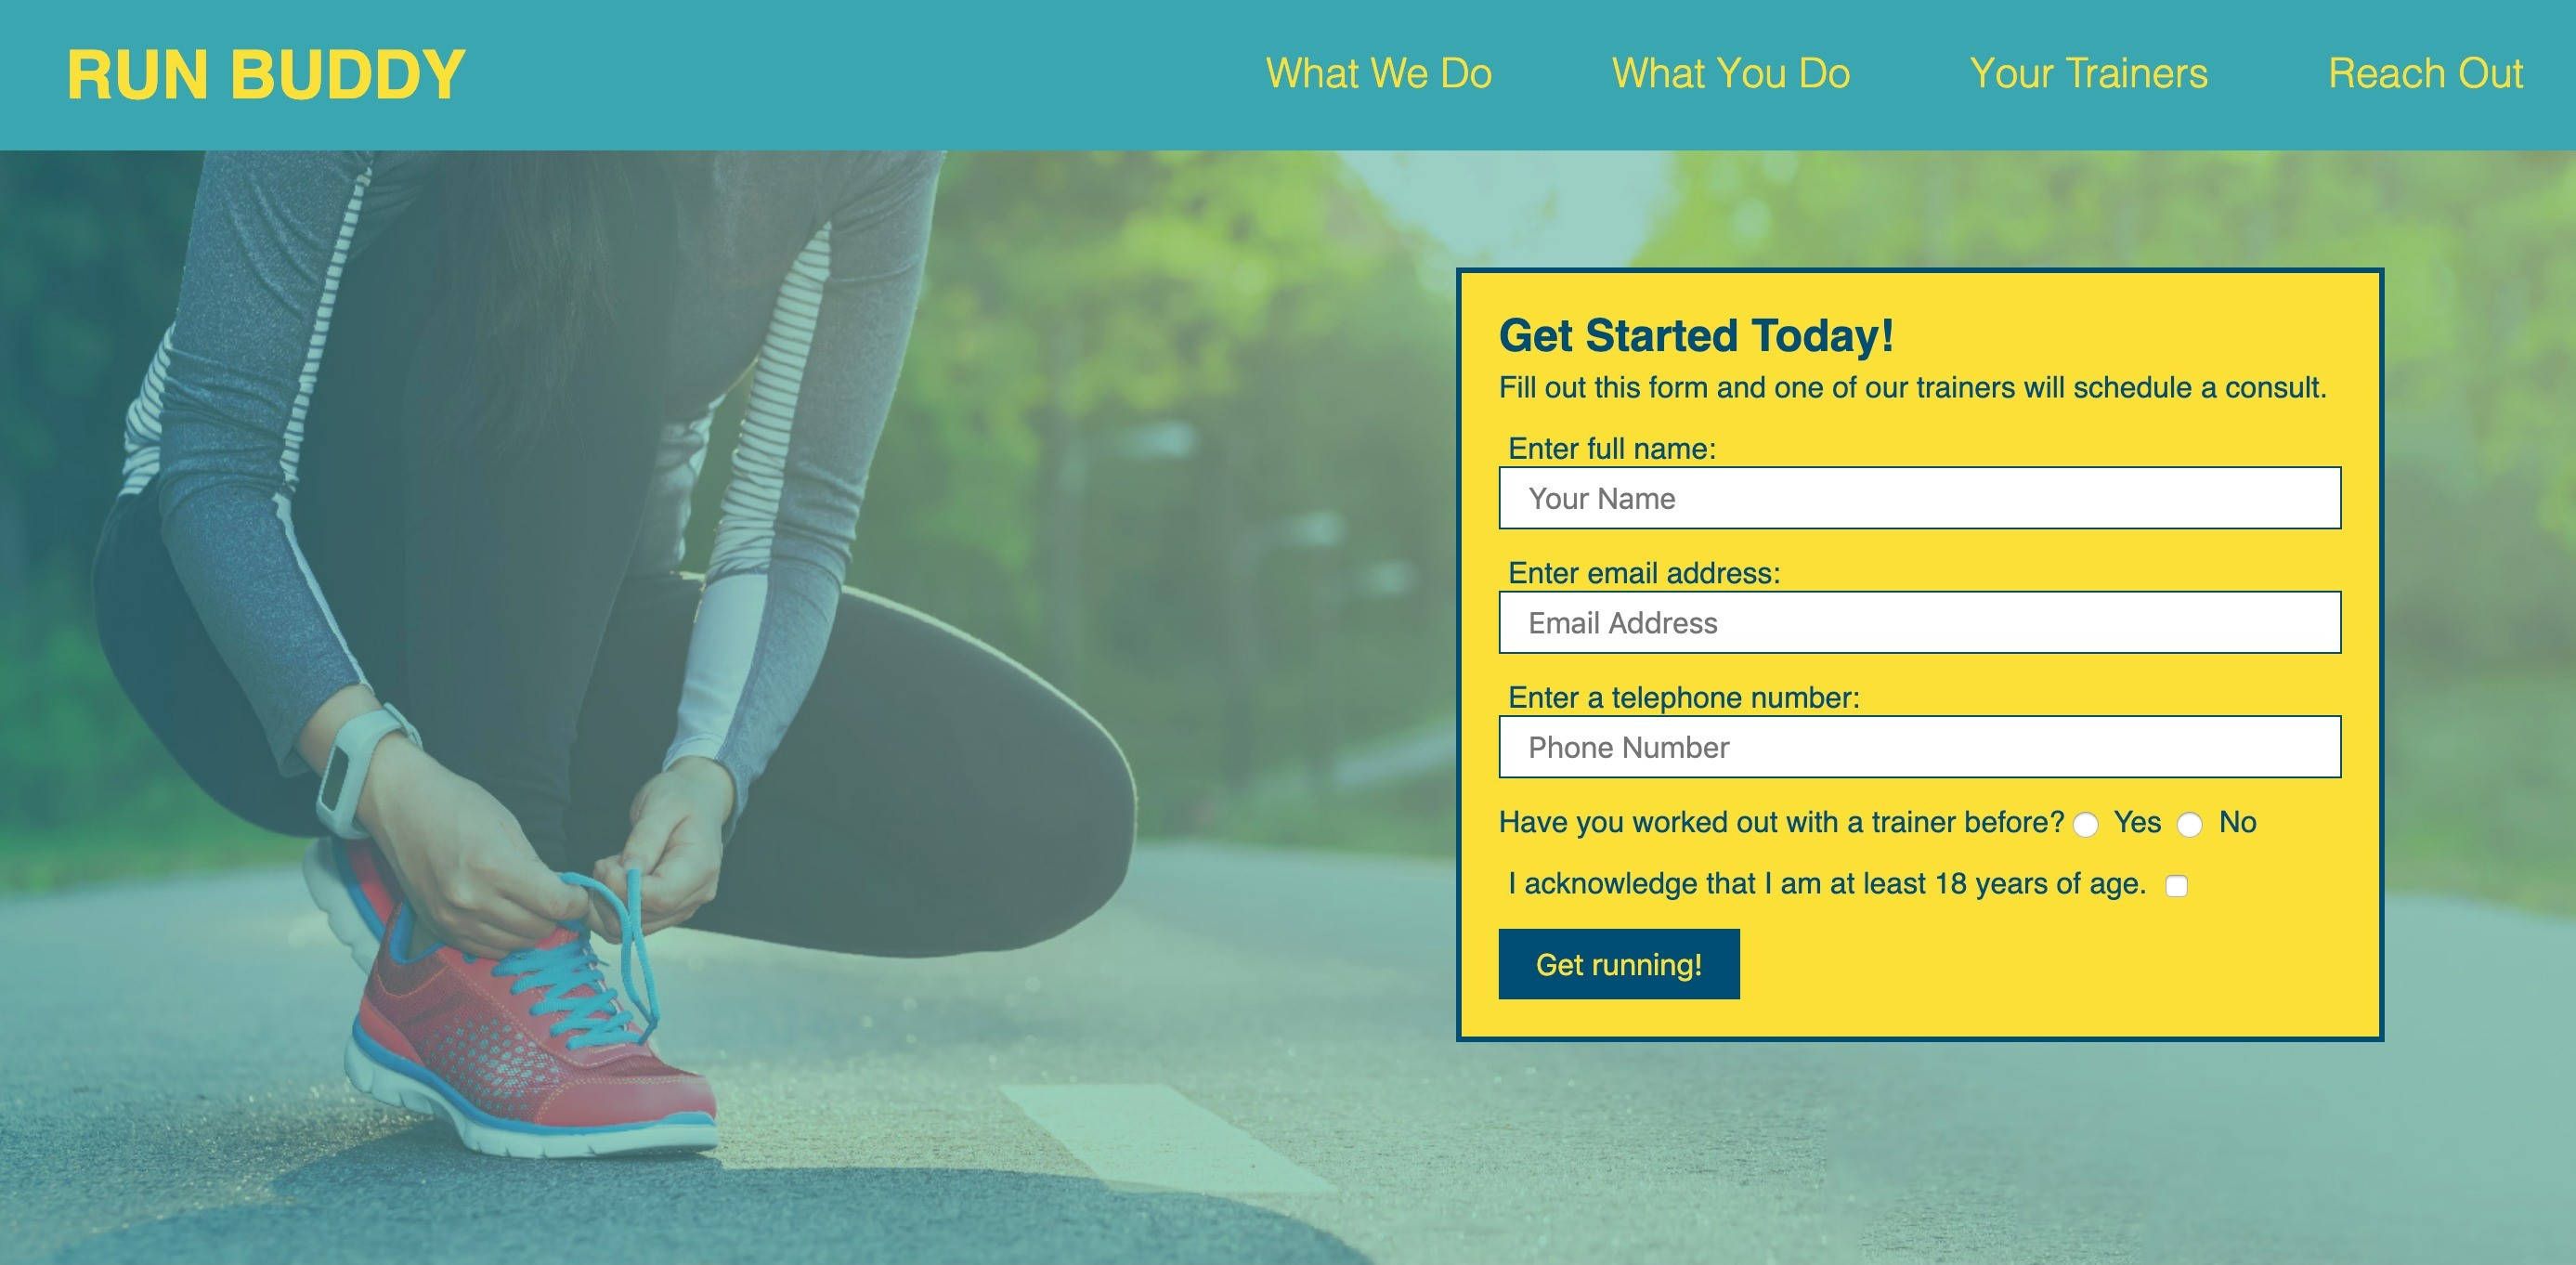 RUN BUDDY
What We Do
What You Do
Your Trainers
Reach Out
Get Started Today!
Fill out this form and one of our trainers will schedule a consult.
Enter full name:
Your Name
Enter email address:
Email Address
Enter a telephone number:
Phone Number
Have you worked out with a trainer before? Yes No
I acknowledge that I am at least 18 years of age.
Get running!